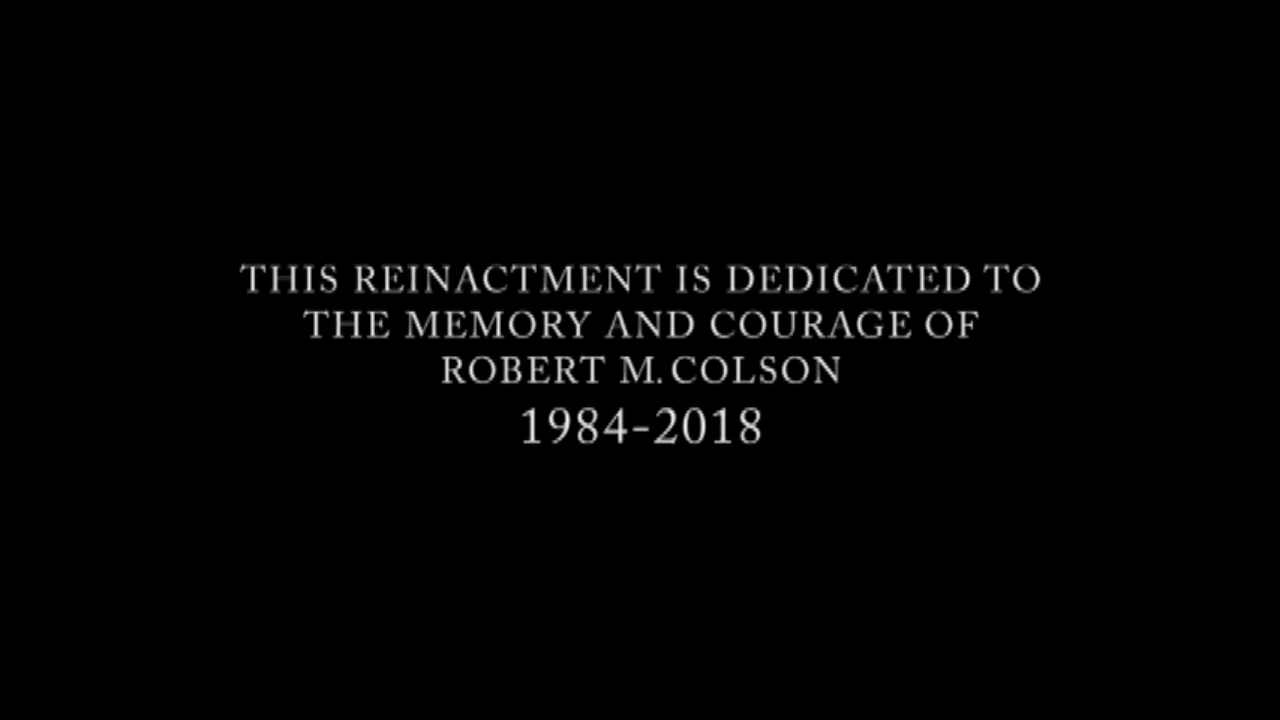 THIS REINACTMENT IS DEDICATED TO
THE MEMORY AND COURAGE OF
ROBERT M. COLSON
1984-2018